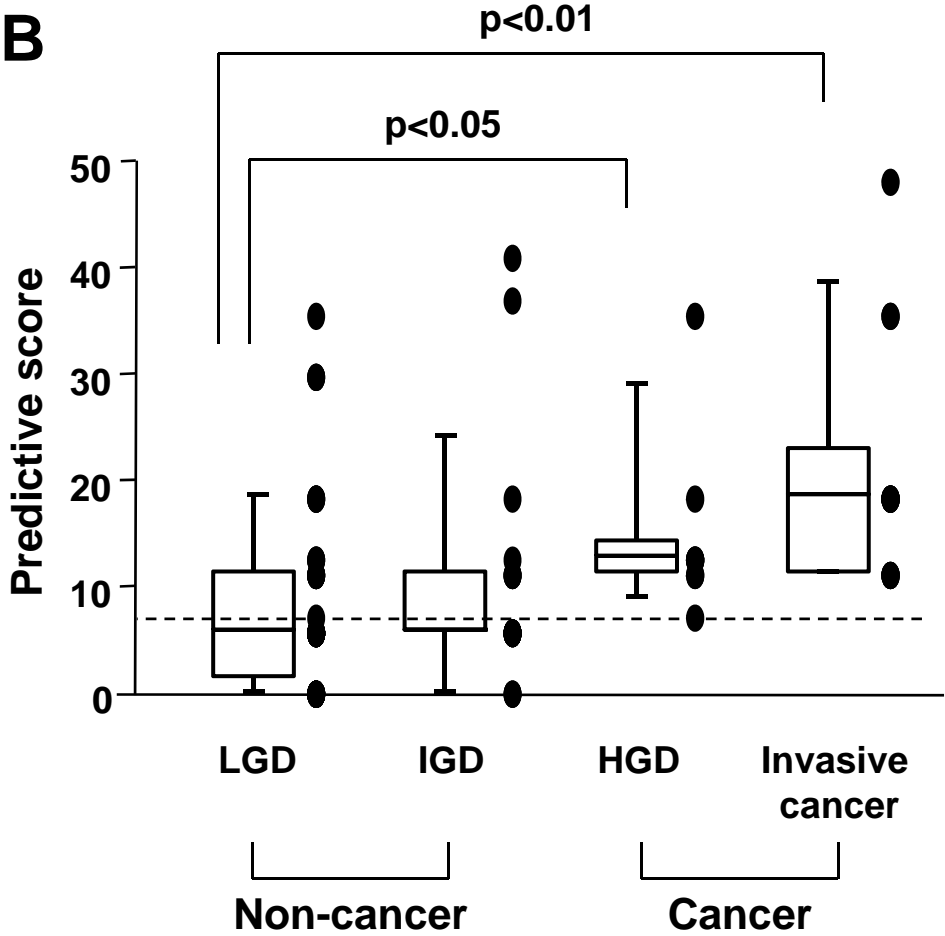 B
p<0.01
p<0.05
Predictive score
50
40
30
20
10
0
LGD
IGD
HGD
Invasive
cancer
Non-cancer
Cancer